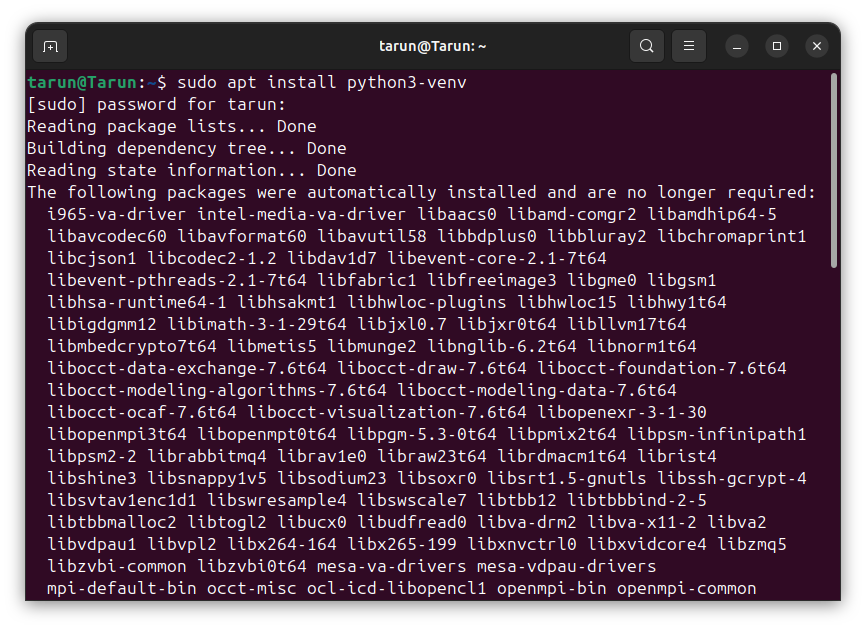 tarun@Tarun: ~
tarun@Tarun:~$ sudo apt install python3-venv
[sudo] password for tarun:
Reading package lists... Done
Building dependency tree... Done
Reading state information... Done
The following packages were automatically installed and are no longer required:
  i965-va-driver intel-media-va-driver libaacs0 libamd-comgr2 libamdhip64-5
  libavcodec60 libavformat60 libavutil58 libbdplus0 libbluray2 libchromaprint1
  libcjson1 libcodec2-1.2 libdav1d7 libevent-core-2.1-7t64
  libevent-pthreads-2.1-7t64 libfabric1 libfreeimage3 libgme0 libgsm1
  libhsa-runtime64-1 libhsakmt1 libhwloc-plugins libhwloc15 libhwy1t64
  libigdgmm12 libimath-3-1-29t64 libjxl0.7 libjxr0t64 libllvm17t64
  libmbedcrypto7t64 libmetis5 libmunge2 libnglib-6.2t64 libnorm1t64
  libocct-data-exchange-7.6t64 libocct-draw-7.6t64 libocct-foundation-7.6t64
  libocct-modeling-algorithms-7.6t64 libocct-modeling-data-7.6t64
  libocct-ocaf-7.6t64 libocct-visualization-7.6t64 libopenexr-3-1-30
  libopenmpi3t64 libopenmpt0t64 libpgm-5.3-0t64 libpmix2t64 libpsm-infinipath1
  libpsm2-2 librabbitmq4 librav1e0 libraw23t64 librdmacm1t64 librist4
  libshine3 libsnappy1v5 libsodium23 libsoxr0 libsrt1.5-gnutls libssh-gcrypt-4
  libsvtav1enc1d1 libswresample4 libswscale7 libtbb12 libtbbbind-2-5
  libtbbmalloc2 libtogl2 libucx0 libudfread0 libva-drm2 libva-x11-2 libva2
  libvdpau1 libvpl2 libx264-164 libx265-199 libxnvctrl0 libxvidcore4 libzmq5
  libzvbi-common libzvbi0t64 mesa-va-drivers mesa-vdpau-drivers
  mpi-default-bin occt-misc ocl-icd-libopencl1 openmpi-bin openmpi-common